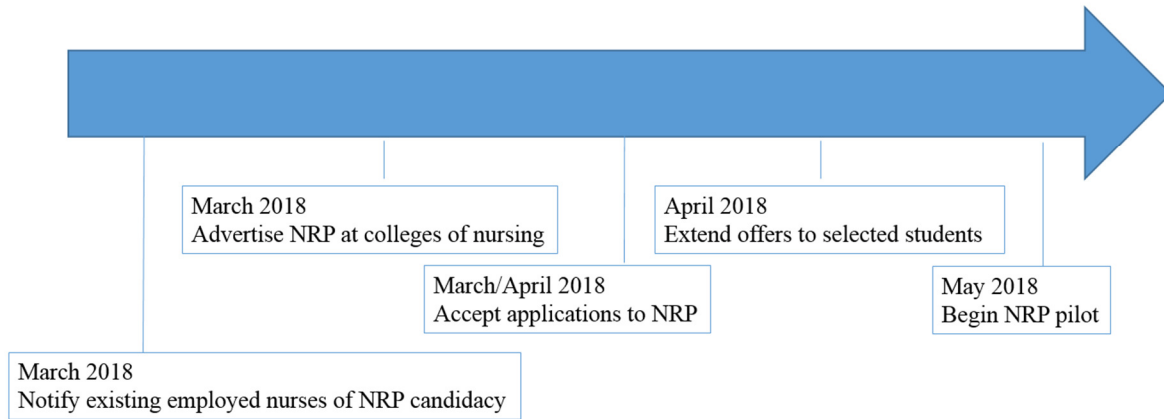 March 2018
Notify existing employed nurses of NRP candidacy
March 2018
Advertise NRP at colleges of nursing
March/April 2018
Accept applications to NRP
April 2018
Extend offers to selected students
May 2018
Begin NRP pilot